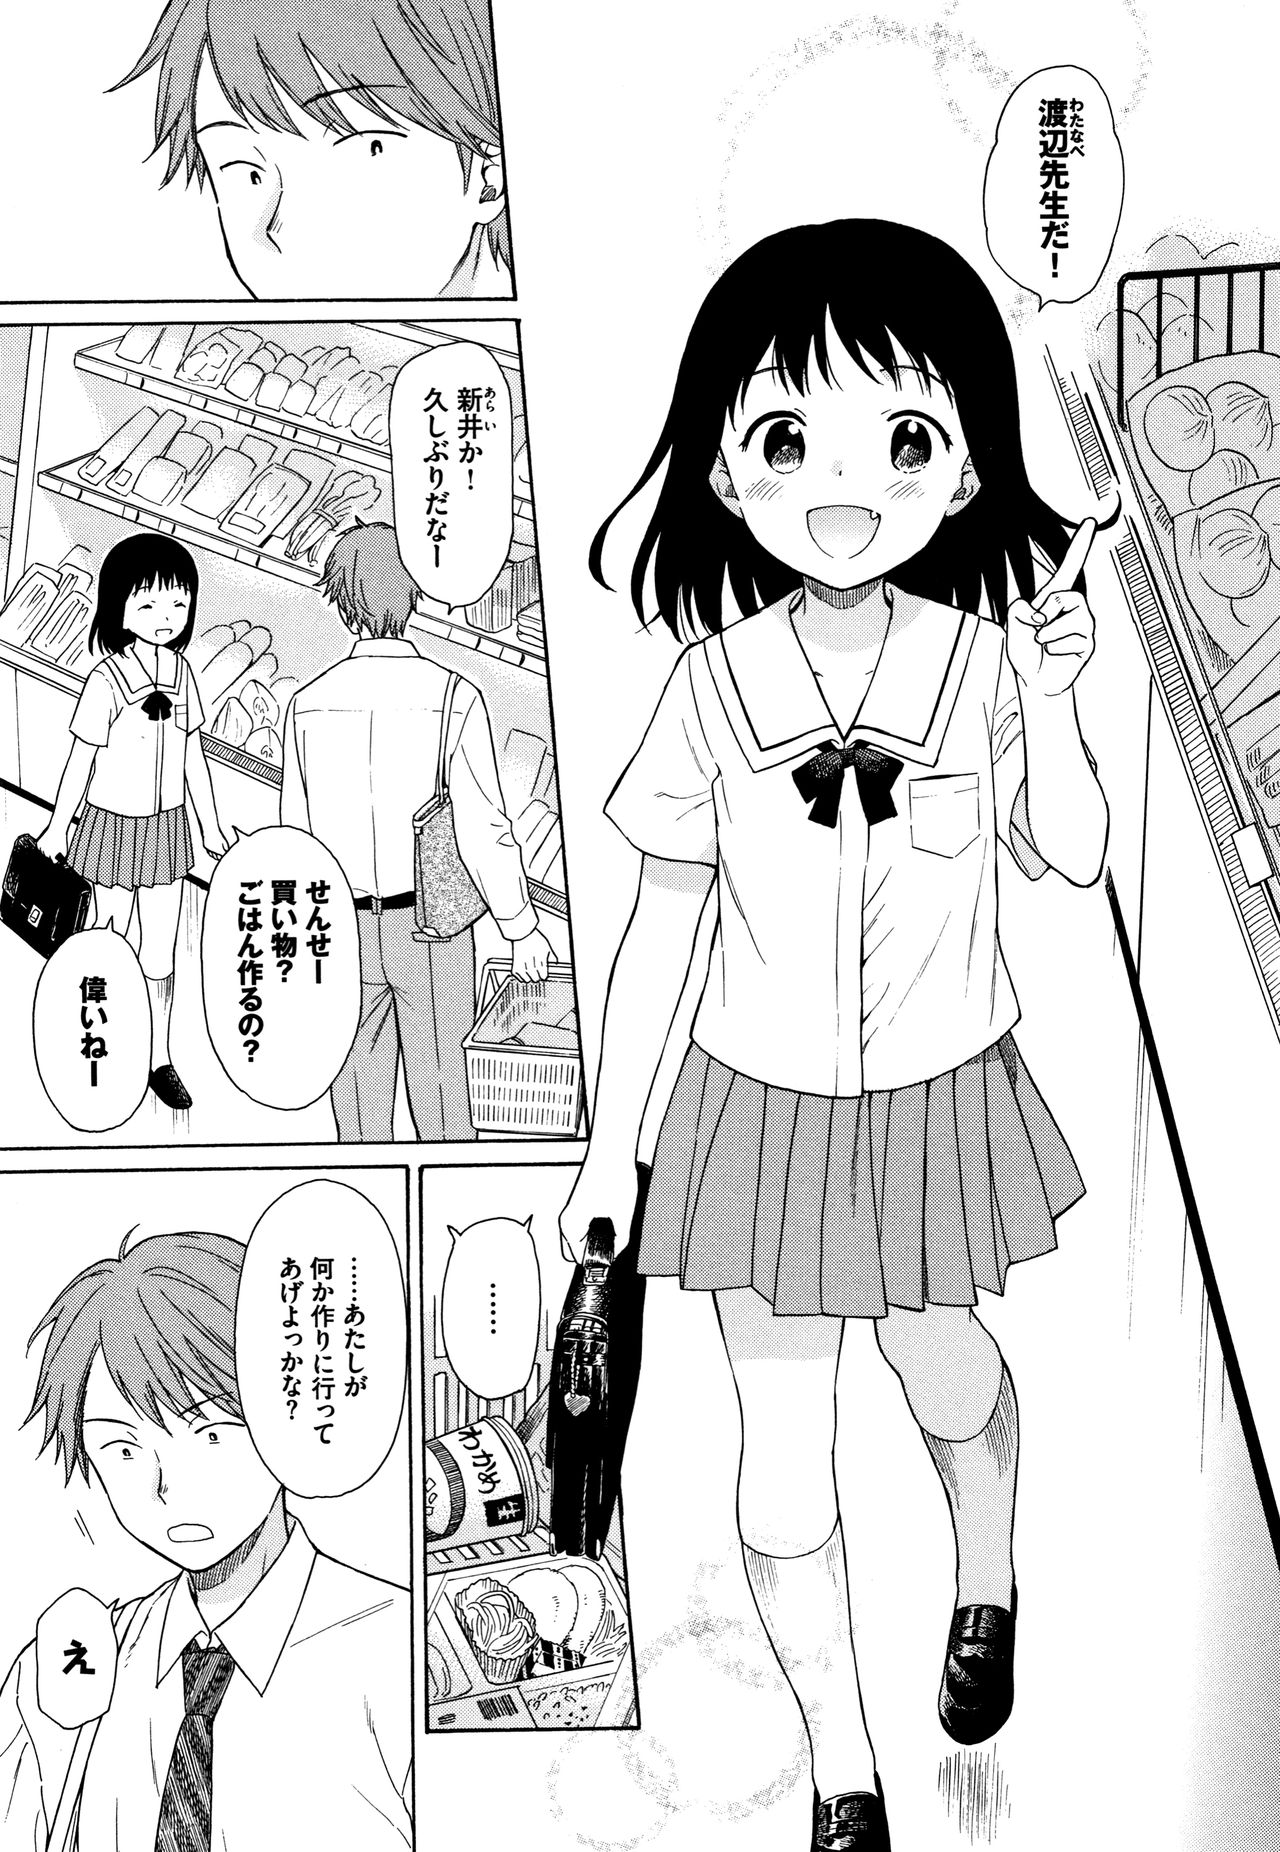 渡辺先生だ！
わたなべ
新井か！
あらい
久しぶりだなー
せんせー
買い物？
ごはん作るの？
偉いねー
……
わかめ
……あたしが
何か作りに行って
あげよっかな？
え